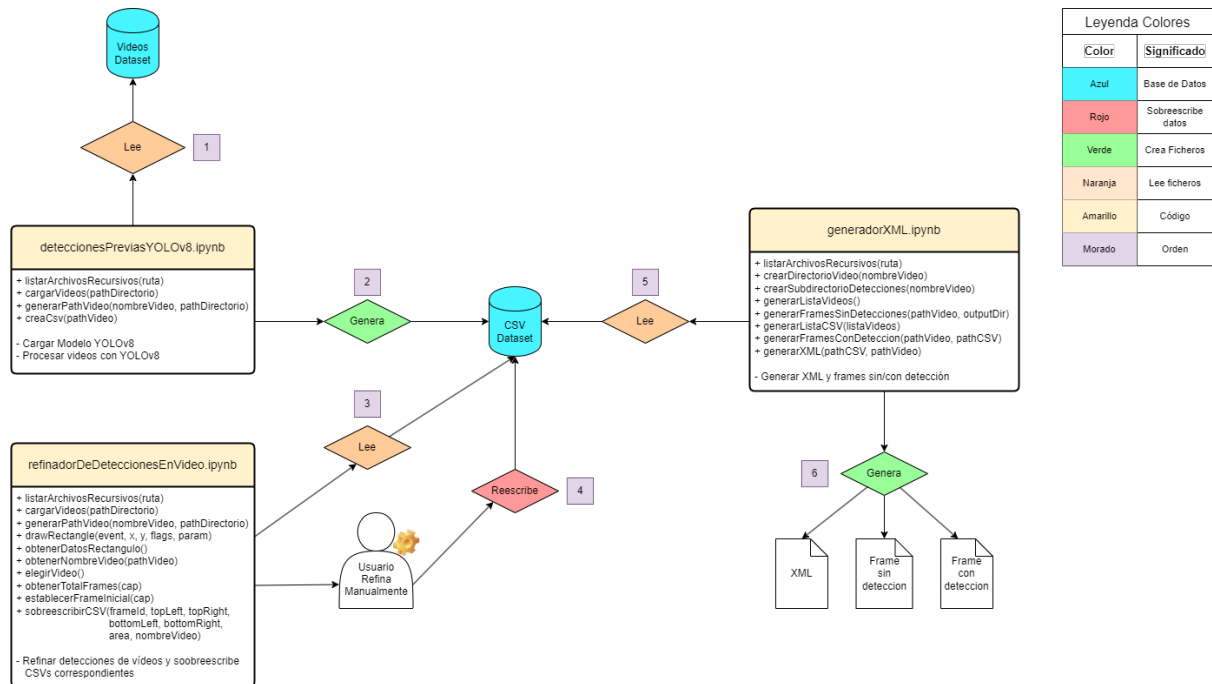 Videos
Dataset
Lee
1
deteccionesPreviasYOLOv8.ipynb
+ listarArchivosRecursivos(ruta)
+ cargarVideos(pathDirectorio)
+ generarPathVideo(nombreVideo, pathDirectorio)
+ creaCsv(pathVideo)
- Cargar Modelo YOLOv8
- Procesar videos con YOLOv8
2
Genera
CSV
Dataset
5
Lee
generadorXML.ipynb
+ listarArchivosRecursivos(ruta)
+ crearDirectorioVideo(nombreVideo)
+ crearSubdirectorioDetecciones(nombreVideo)
+ generarListaVideos()
+ generarFramesSinDetecciones(pathVideo, outputDir)
+ generarListaCSV(listaVideos)
+ generarFramesConDeteccion(pathVideo, pathCSV)
+ generarXML(pathCSV, pathVideo)
- Generar XML y frames sin/con detección
3
Lee
refinadorDeDeteccionesEnVideo.ipynb
+ listarArchivosRecursivos(ruta)
+ cargarVideos(pathDirectorio)
+ generarPathVideo(nombreVideo, pathDirectorio)
+ drawRectangle(event, x, y, flags, param)
+ obtenerDatosRectangulo()
+ obtenerNombreVideo(pathVideo)
+ elegirVideo()
+ obtenerTotalFrames(cap)
+ establecerFrameInicial(cap)
+ sobreescribirCSV(frameId, topLeft, topRight,
bottomLeft, bottomRight,
area, nombreVideo)
- Refinar detecciones de vídeos y soobreescribe
CSVs correspondientes
Reescribe
4
Usuario
Refina
Manualmente
6
Genera
XML
Frame
sin
deteccion
Frame
con
deteccion
Leyenda Colores
Color Significado
Azul Base de Datos
Rojo Sobreescribe
datos
Verde Crea Ficheros
Naranja Lee ficheros
Amarillo Código
Morado Orden